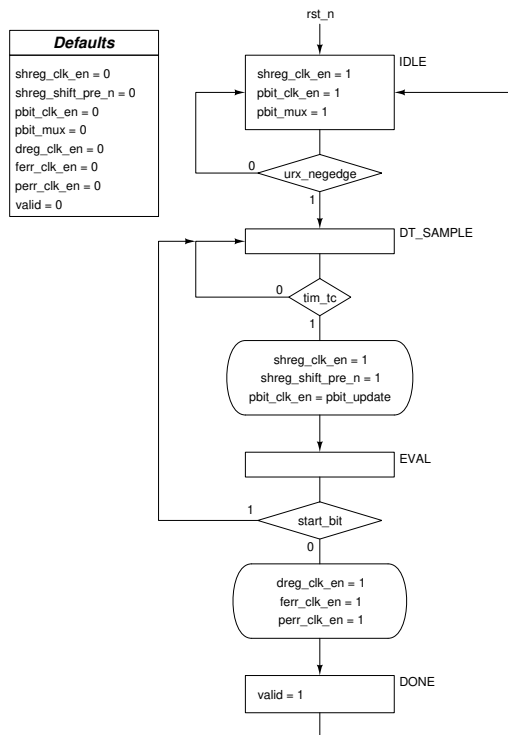 rst_n
Defaults
shreg_clk_en = 0
shreg_shift_pre_n = 0
pbit_clk_en = 0
pbit_mux = 0
dreg_clk_en = 0
ferr_clk_en = 0
perr_clk_en = 0
valid = 0
IDLE
shreg_clk_en = 1
pbit_clk_en = 1
pbit_mux = 1
0
urx_negedge
1
DT_SAMPLE
0
tim_tc
1
shreg_clk_en = 1
shreg_shift_pre_n = 1
pbit_clk_en = pbit_update
EVAL
1
start_bit
0
dreg_clk_en = 1
ferr_clk_en = 1
perr_clk_en = 1
DONE
valid = 1